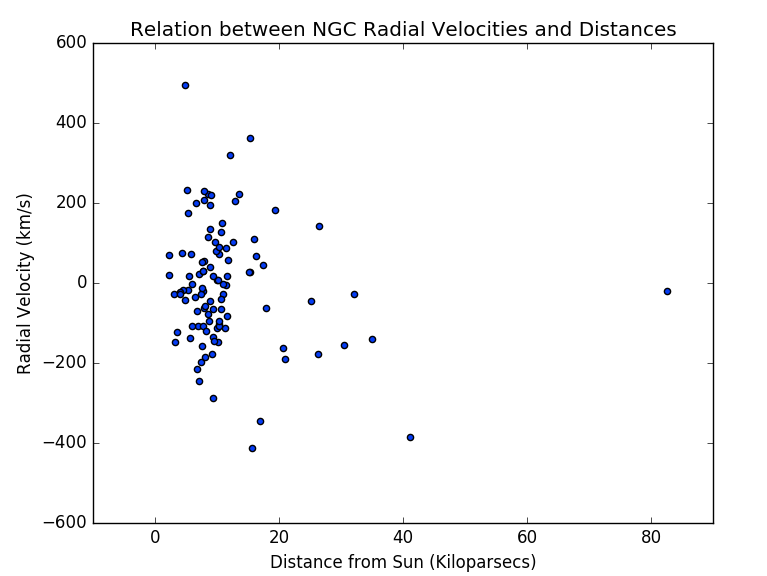 Relation between NGC Radial Velocities and Distances
600
400
200
0
−200
−400
−600
Radial Velocity (km/s)
0 20 40 60 80
Distance from Sun (Kiloparsecs)